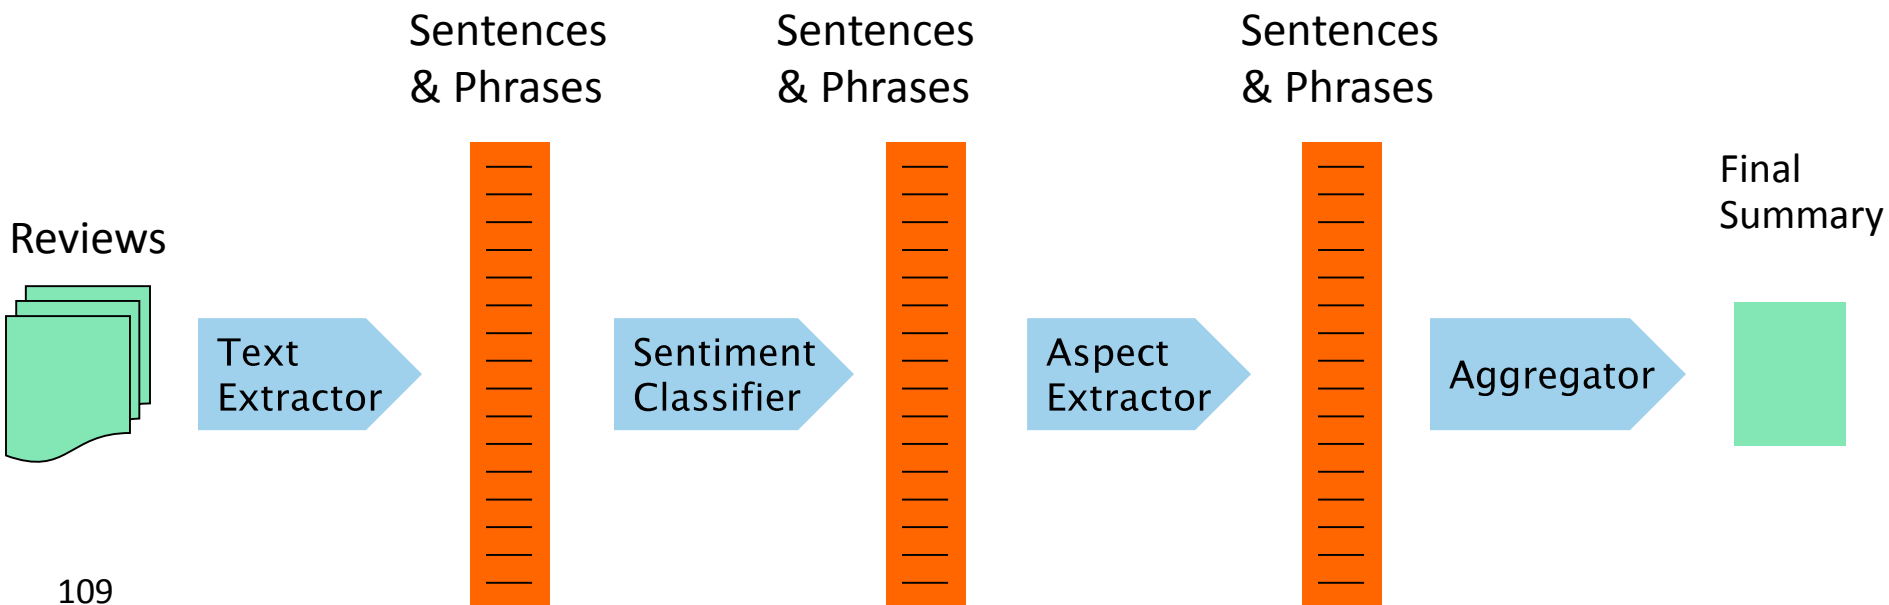 Sentences
& Phrases
Sentences
& Phrases
Sentences
& Phrases
Final
Summary
Reviews
Text
Extractor
Sentiment
Classifier
Aspect
Extractor
Aggregator
109